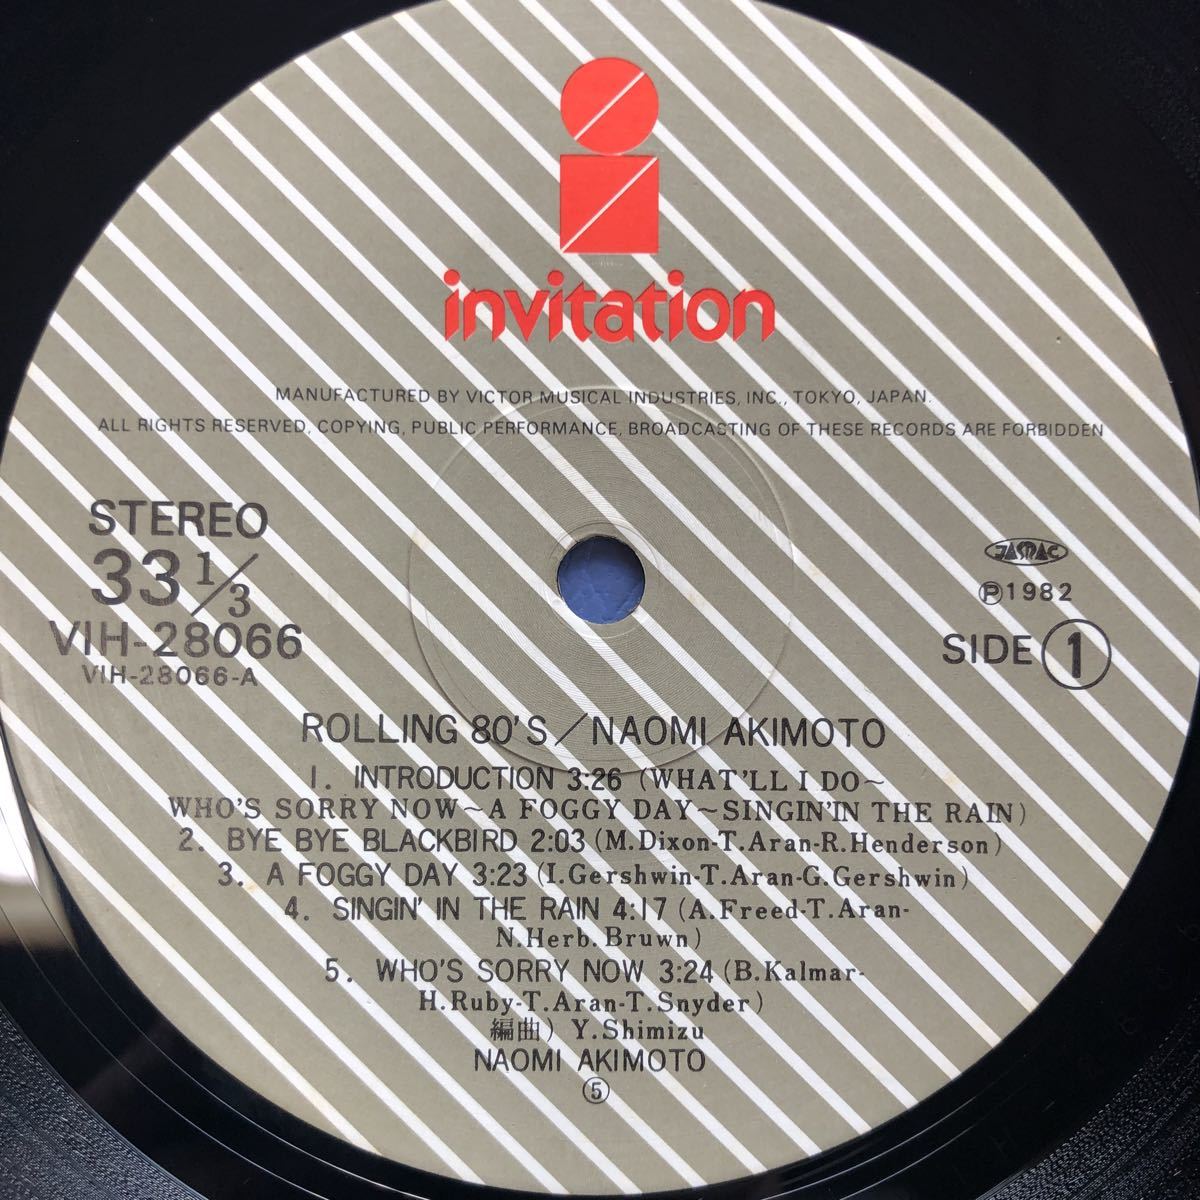 invitation
MANUFACTURED BY VICTOR MUSICAL INDUSTRIES, INC., TOKYO, JAPAN.
ALL RIGHTS RESERVED, COPYING, PUBLIC PERFORMANCE, BROADCASTING OF THESE RECORDS ARE FORBIDDEN
STEREO
33 1/3
VIH-28066
VIH-28066-A
JASRAC
Ⓟ1982
SIDE ①
ROLLING 80'S/NAOMI AKIMOTO
1. INTRODUCTION 3:26 (WHAT'LL I DO~
WHO'S SORRY NOW~A FOGGY DAY~SINGIN'IN THE RAIN)
2. BYE BYE BLACKBIRD 2:03 (M.Dixon-T.Aran-R.Henderson)
3. A FOGGY DAY 3:23 (I.Gershwin-T.Aran-G.Gershwin)
4. SINGIN' IN THE RAIN 4:17 (A.Freed-T.Aran-
N.Herb.Bruwn)
5. WHO'S SORRY NOW 3:24 (B.Kalmar-
H.Ruby-T.Aran-T.Snyder)
編曲) Y.Shimizu
NAOMI AKIMOTO
⑤